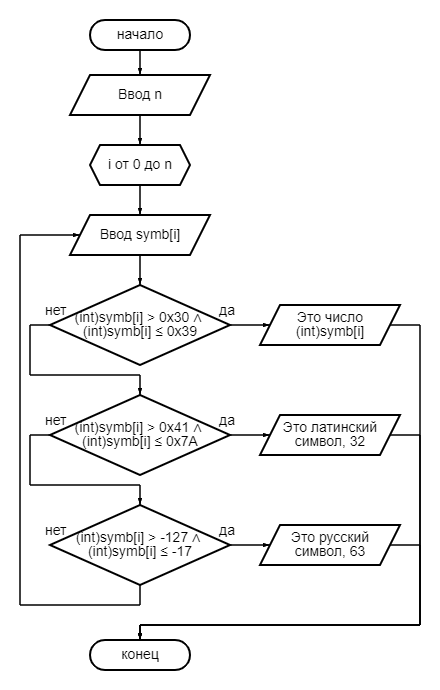 начало
Ввод n
i от 0 до n
Ввод symb[i]
нет
(int)symb[i] > 0x30 ∧
(int)symb[i] ≤ 0x39
да
Это число
(int)symb[i]
нет
(int)symb[i] > 0x41 ∧
(int)symb[i] ≤ 0x7A
да
Это латинский
символ, 32
нет
(int)symb[i] > -127 ∧
(int)symb[i] ≤ -17
да
Это русский
символ, 63
конец